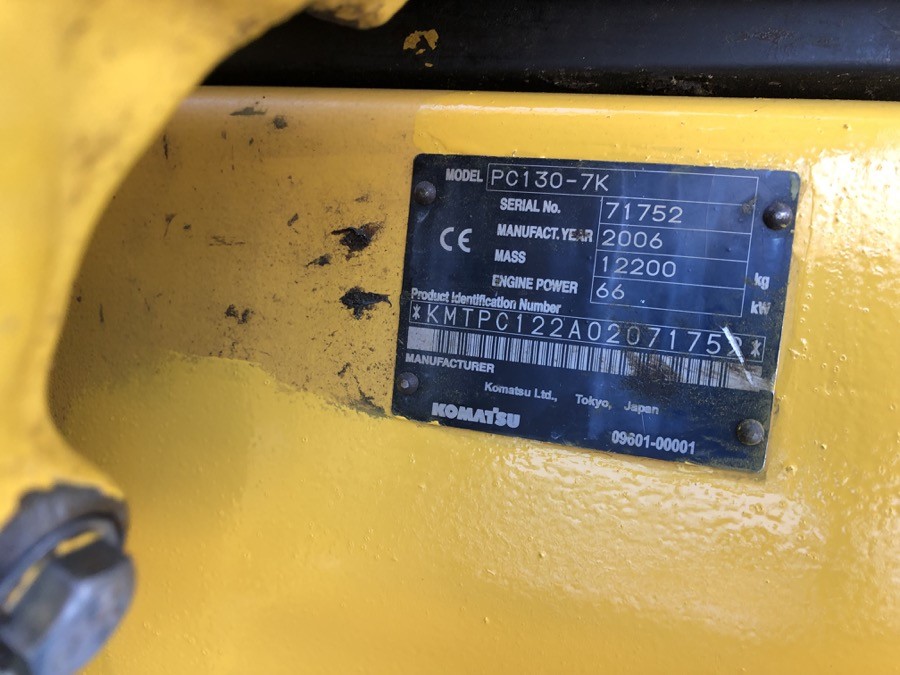 MODEL PC130-7K
SERIAL No. 71752
MANUFACT. YEAR 2006
CE
MASS 12200 kg
ENGINE POWER 66 kW
Product Identification Number
*KMTPC122A02071752*
MANUFACTURER
Komatsu Ltd., Tokyo, Japan
KOMATSU
09601-00001